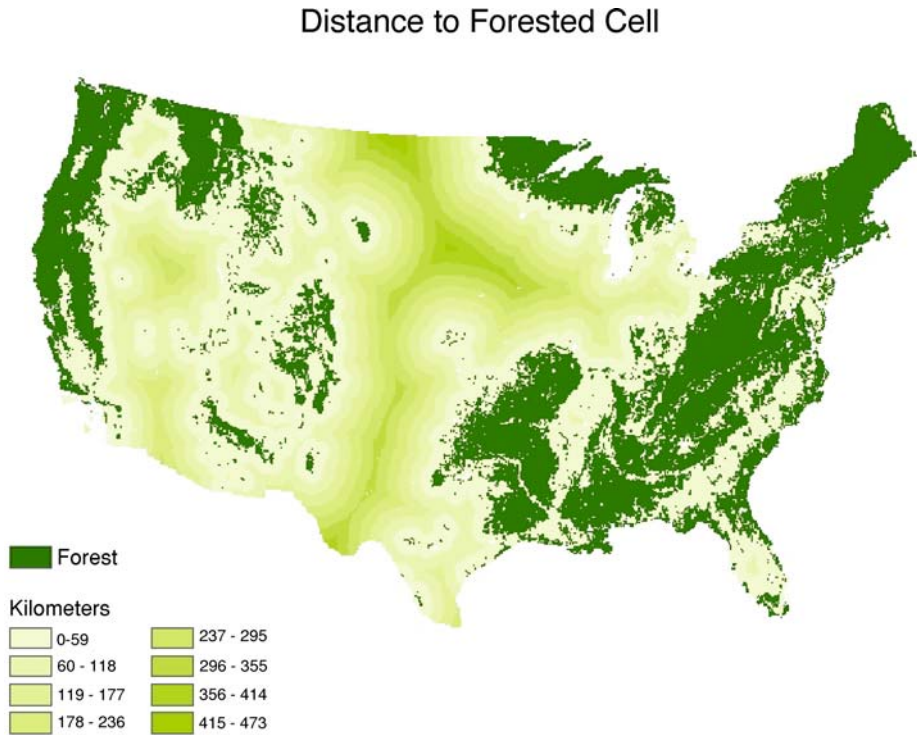 Distance to Forested Cell
Forest
Kilometers
0-59
60 - 118
119 - 177
178 - 236
237 - 295
296 - 355
356 - 414
415 - 473